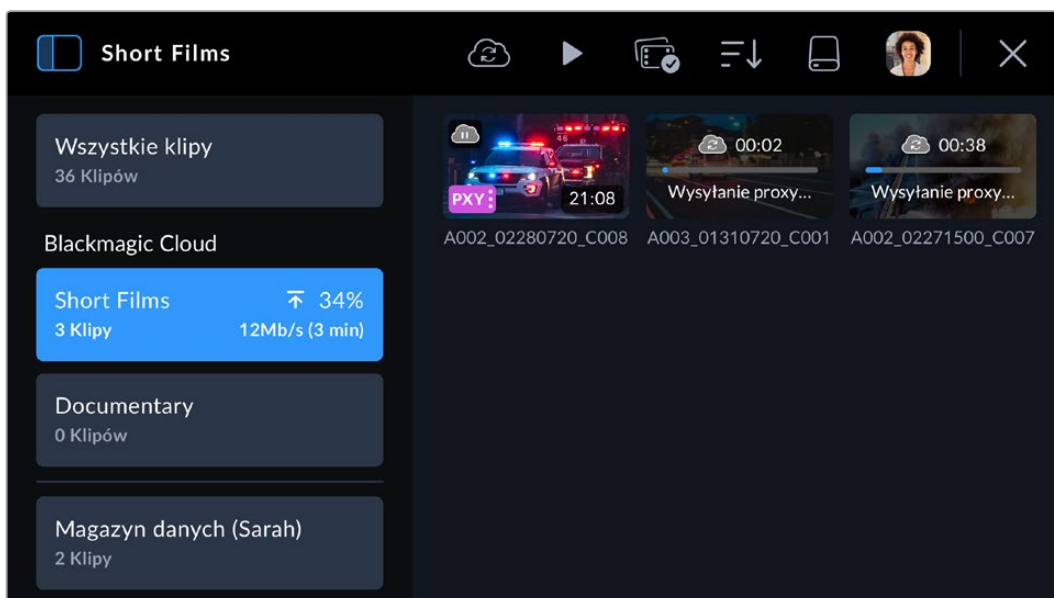 Short Films
Wszystkie klipy
36 Klipów
Blackmagic Cloud
Short Films 34%
3 Klipy 12Mb/s (3 min)
Documentary
0 Klipów
Magazyn danych (Sarah)
2 Klipy
46
PXY 21:08
A002_02280720_C008
00:02
Wysyłanie proxy...
A003_01310720_C001
00:38
Wysyłanie proxy...
A002_02271500_C007